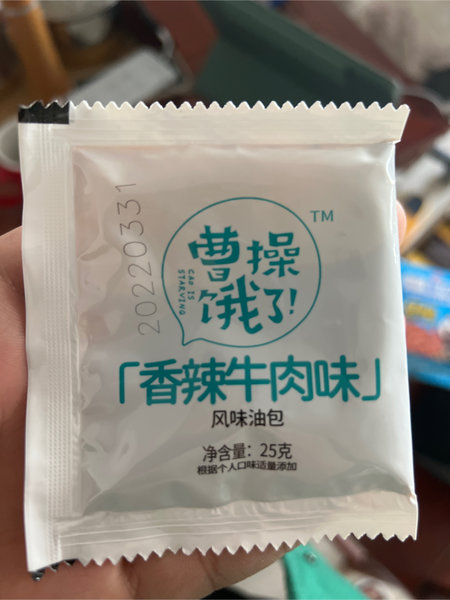 20220331
TM
曹操
饿了!
CAO IS
STARVING
「香辣牛肉味」
风味油包
净含量：25克
根据个人口味适量添加